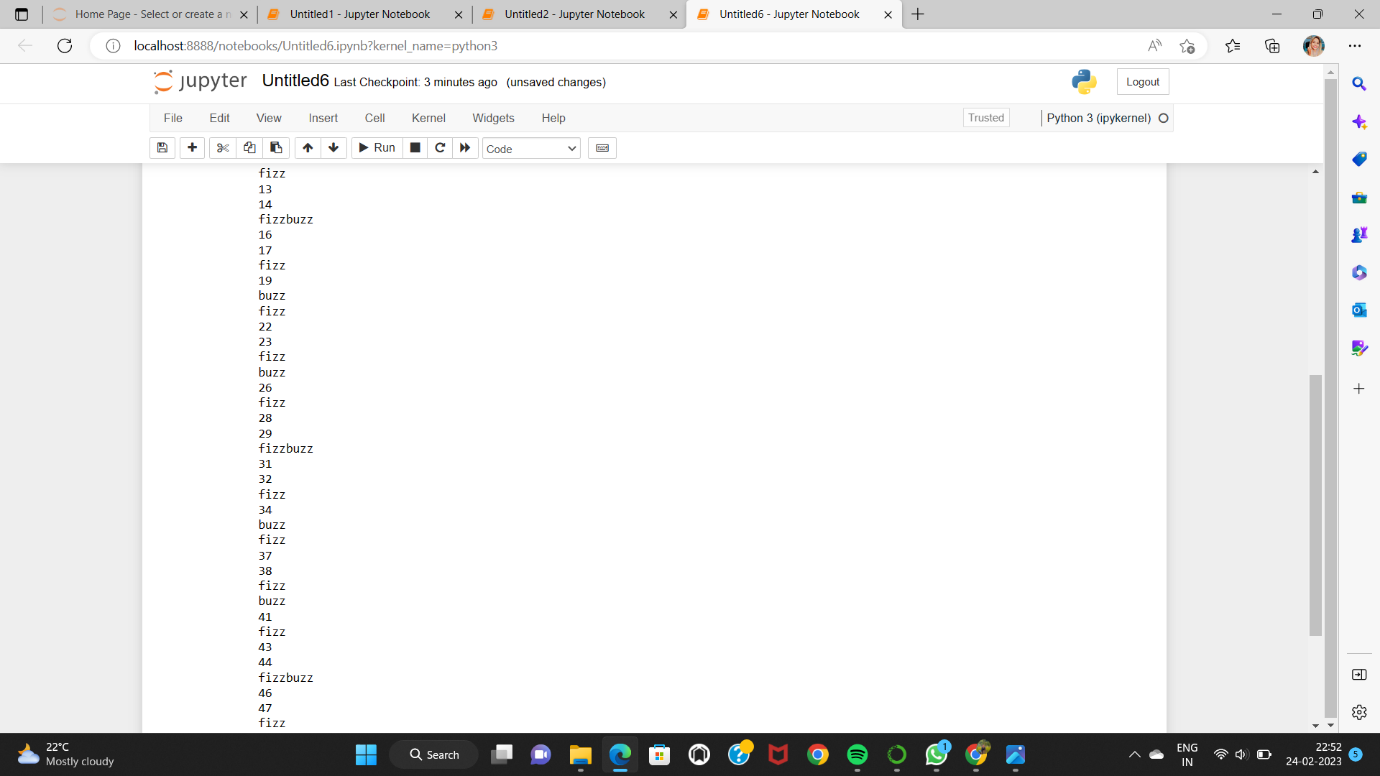 Home Page - Select or create a n
Untitled1 - Jupyter Notebook
Untitled2 - Jupyter Notebook
Untitled6 - Jupyter Notebook
localhost:8888/notebooks/Untitled6.ipynb?kernel_name=python3
jupyter Untitled6 Last Checkpoint: 3 minutes ago (unsaved changes)
Logout
File Edit View Insert Cell Kernel Widgets Help
Trusted
Python 3 (ipykernel)
Run
Code
fizz
13
14
fizzbuzz
16
17
fizz
19
buzz
fizz
22
23
fizz
buzz
26
fizz
28
29
fizzbuzz
31
32
fizz
34
buzz
fizz
37
38
fizz
buzz
41
fizz
43
44
fizzbuzz
46
47
fizz
22°C
Mostly cloudy
Search
1
ENG
IN
22:52
24-02-2023
5